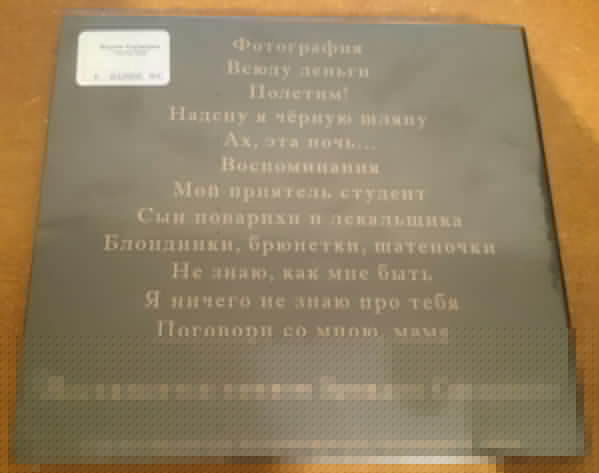 Фотография
Всюду деньги
Полетим!
Надену я чёрную шляпу
Ах, эта ночь...
Воспоминания
Мой приятель студент
Сын поварихи и лекальщика
Блондинки, брюнетки, шатеночки
Не знаю, как мне быть
Я ничего не знаю про тебя
Поговори со мною, мама